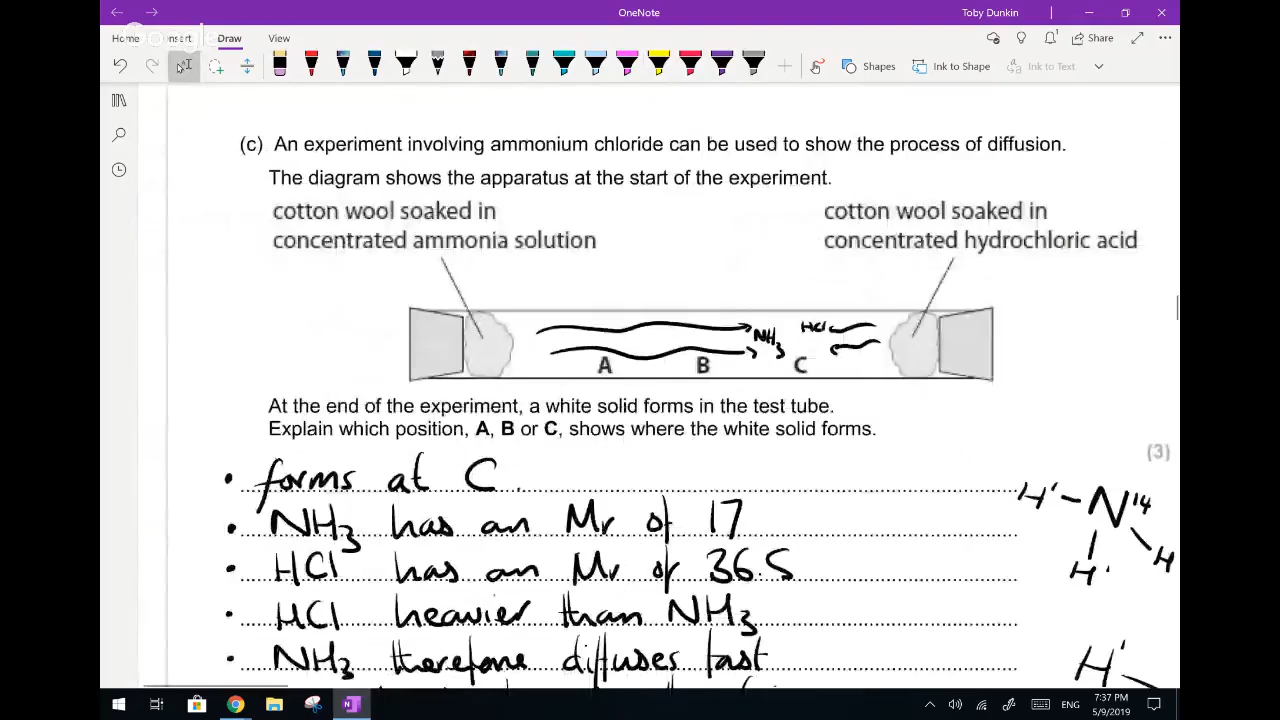 OneNote
Toby Dunkin
Home Insert Draw View
Share
Shapes
Ink to Shape
Ink to Text
(c) An experiment involving ammonium chloride can be used to show the process of diffusion.
The diagram shows the apparatus at the start of the experiment.
cotton wool soaked in
concentrated ammonia solution
cotton wool soaked in
concentrated hydrochloric acid
NH3
HCl
A B C
At the end of the experiment, a white solid forms in the test tube.
Explain which position, A, B or C, shows where the white solid forms.
(3)
• forms at C.
• NH3 has an Mr of 17
• HCl has an Mr of 36.5
• HCl heavier than NH3
• NH3 therefore diffuses fast
H1 N14
H H
H1
ENG
7:37 PM
5/9/2019